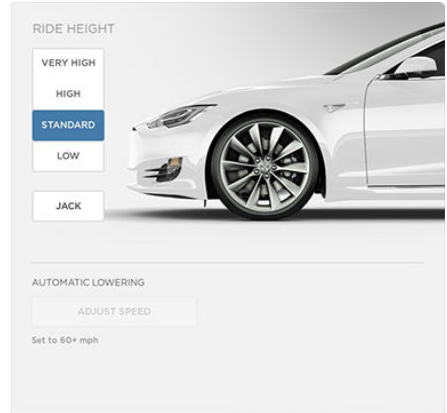 RIDE HEIGHT
VERY HIGH
HIGH
STANDARD
LOW
JACK
AUTOMATIC LOWERING
ADJUST SPEED
Set to 60+ mph